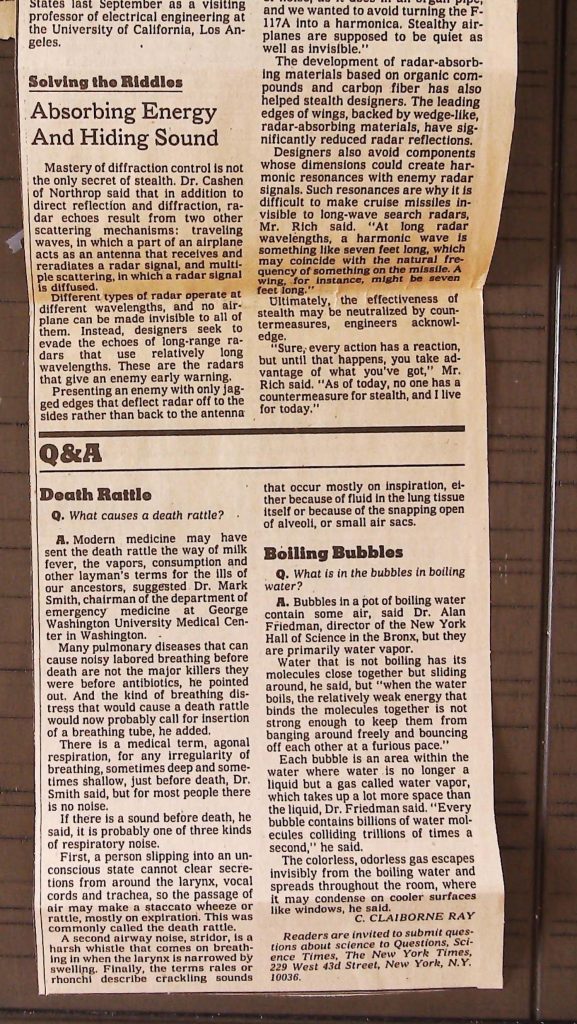 States last September as a visiting
professor of electrical engineering at
the University of California, Los An-
geles.
Solving the Riddles
Absorbing Energy
And Hiding Sound
Mastery of diffraction control is not
the only secret of stealth. Dr. Cashen
of Northrop said that in addition to
direct reflection and diffraction, ra-
dar echoes result from two other
scattering mechanisms: traveling
waves, in which a part of an airplane
acts as an antenna that receives and
reradiates a radar signal, and multi-
ple scattering, in which a radar signal
is diffused.
Different types of radar operate at
different wavelengths, and no air-
plane can be made invisible to all of
them. Instead, designers seek to
evade the echoes of long-range ra-
dars that use relatively long
wavelengths. These are the radars
that give an enemy early warning.
Presenting an enemy with only jag-
ged edges that deflect radar off to the
sides rather than back to the antenna
and we wanted to avoid turning the F-
117A into a harmonica. Stealthy air-
planes are supposed to be quiet as
well as invisible."
The development of radar-absorb-
ing materials based on organic com-
pounds and carbon fiber has also
helped stealth designers. The leading
edges of wings, backed by wedge-like,
radar-absorbing materials, have sig-
nificantly reduced radar reflections.
Designers also avoid components
whose dimensions could create har-
monic resonances with enemy radar
signals. Such resonances are why it is
difficult to make cruise missiles in-
visible to long-wave search radars,
Mr. Rich said. "At long radar
wavelengths, a harmonic wave is
something like seven feet long, which
may coincide with the natural fre-
quency of something on the missile. A
wing, for instance, might be seven
feet long."
Ultimately, the effectiveness of
stealth may be neutralized by coun-
termeasures, engineers acknowl-
edge.
"Sure, every action has a reaction,
but until that happens, you take ad-
vantage of what you've got," Mr.
Rich said. "As of today, no one has a
countermeasure for stealth, and I live
for today."
Q&A
Death Rattle
Q. What causes a death rattle?
A. Modern medicine may have
sent the death rattle the way of milk
fever, the vapors, consumption and
other layman's terms for the ills of
our ancestors, suggested Dr. Mark
Smith, chairman of the department of
emergency medicine at George
Washington University Medical Cen-
ter in Washington.
Many pulmonary diseases that can
cause noisy labored breathing before
death are not the major killers they
were before antibiotics, he pointed
out. And the kind of breathing dis-
tress that would cause a death rattle
would now probably call for insertion
of a breathing tube, he added.
There is a medical term, agonal
respiration, for any irregularity of
breathing, sometimes deep and some-
times shallow, just before death, Dr.
Smith said, but for most people there
is no noise.
If there is a sound before death, he
said, it is probably one of three kinds
of respiratory noise.
First, a person slipping into an un-
conscious state cannot clear secre-
tions from around the larynx, vocal
cords and trachea, so the passage of
air may make a staccato wheeze or
rattle, mostly on expiration. This was
commonly called the death rattle.
A second airway noise, stridor, is a
harsh whistle that comes on breath-
ing in when the larynx is narrowed by
swelling. Finally, the terms rales or
rhonchi describe crackling sounds
that occur mostly on inspiration, ei-
ther because of fluid in the lung tissue
itself or because of the snapping open
of alveoli, or small air sacs.
Boiling Bubbles
Q. What is in the bubbles in boiling
water?
A. Bubbles in a pot of boiling water
contain some air, said Dr. Alan
Friedman, director of the New York
Hall of Science in the Bronx, but they
are primarily water vapor.
Water that is not boiling has its
molecules close together but sliding
around, he said, but "when the water
boils, the relatively weak energy that
binds the molecules together is not
strong enough to keep them from
banging around freely and bouncing
off each other at a furious pace."
Each bubble is an area within the
water where water is no longer a
liquid but a gas called water vapor,
which takes up a lot more space than
the liquid, Dr. Friedman said. "Every
bubble contains billions of water mol-
ecules colliding trillions of times a
second," he said.
The colorless, odorless gas escapes
invisibly from the boiling water and
spreads throughout the room, where
it may condense on cooler surfaces
like windows, he said.
C. CLAIBORNE RAY
Readers are invited to submit ques-
tions about science to Questions, Sci-
ence Times, The New York Times,
229 West 43d Street, New York, N.Y.
10036.